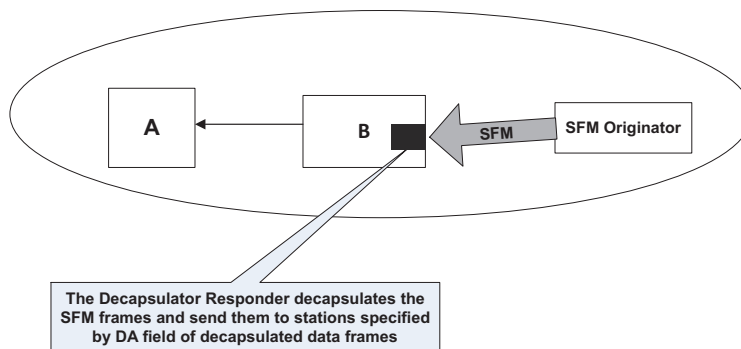 A
B
SFM
SFM Originator
The Decapsulator Responder decapsulates the
SFM frames and send them to stations specified
by DA field of decapsulated data frames